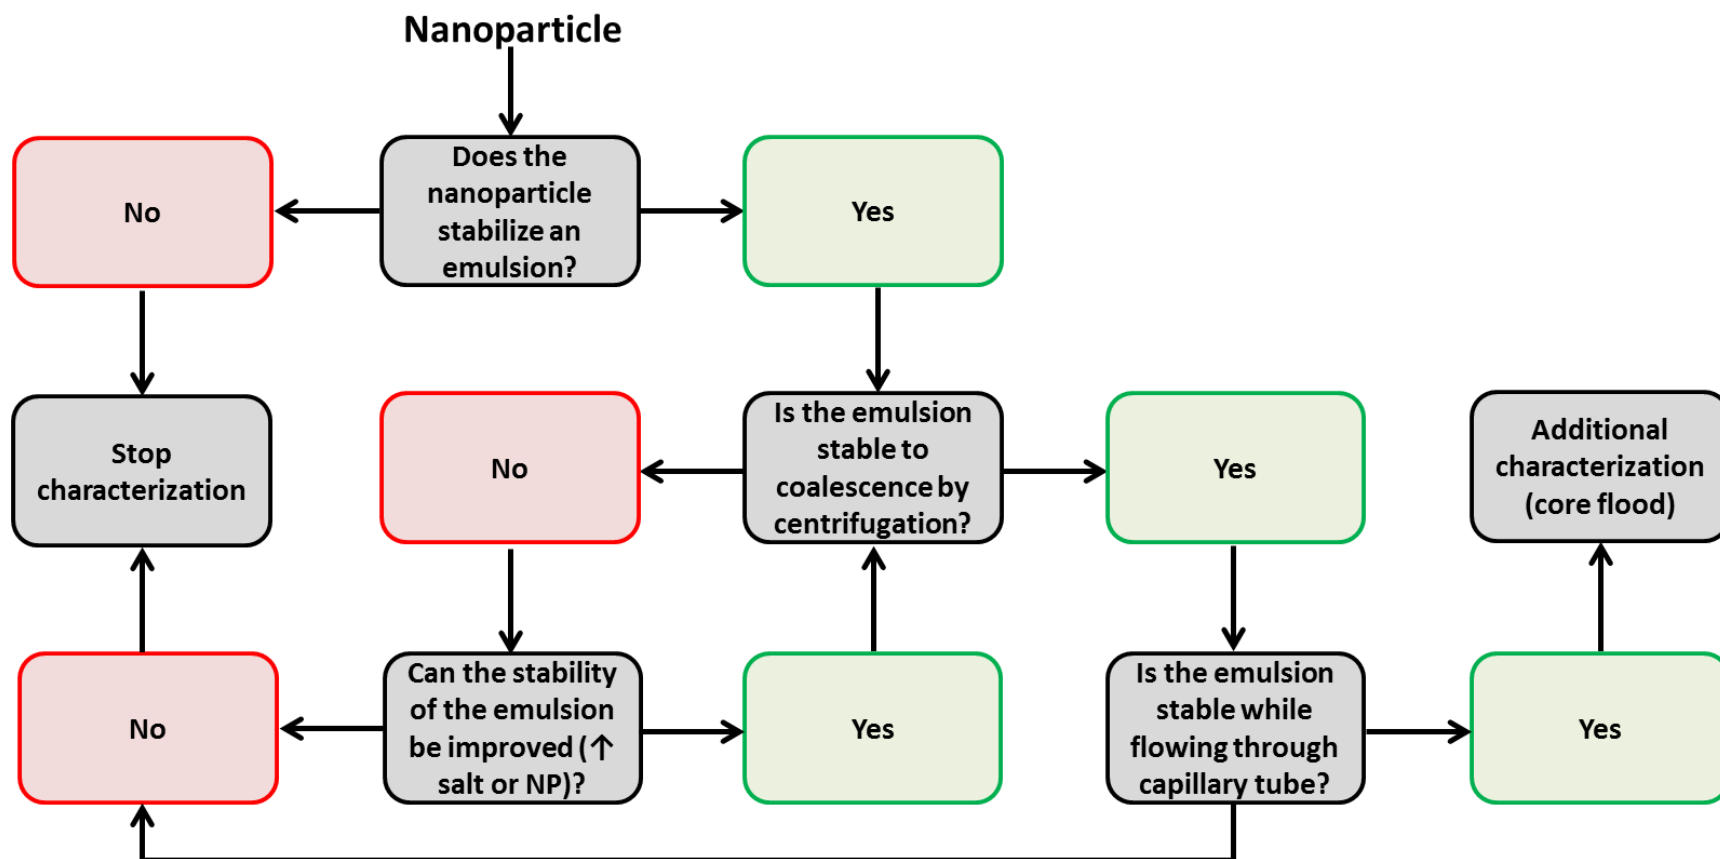 Nanoparticle
No
Does the
nanoparticle
stabilize an
emulsion?
Yes
Stop
characterization
No
Is the emulsion
stable to
coalescence by
centrifugation?
Yes
Additional
characterization
(core flood)
No
Can the stability
of the emulsion
be improved (↑
salt or NP)?
Yes
Is the emulsion
stable while
flowing through
capillary tube?
Yes